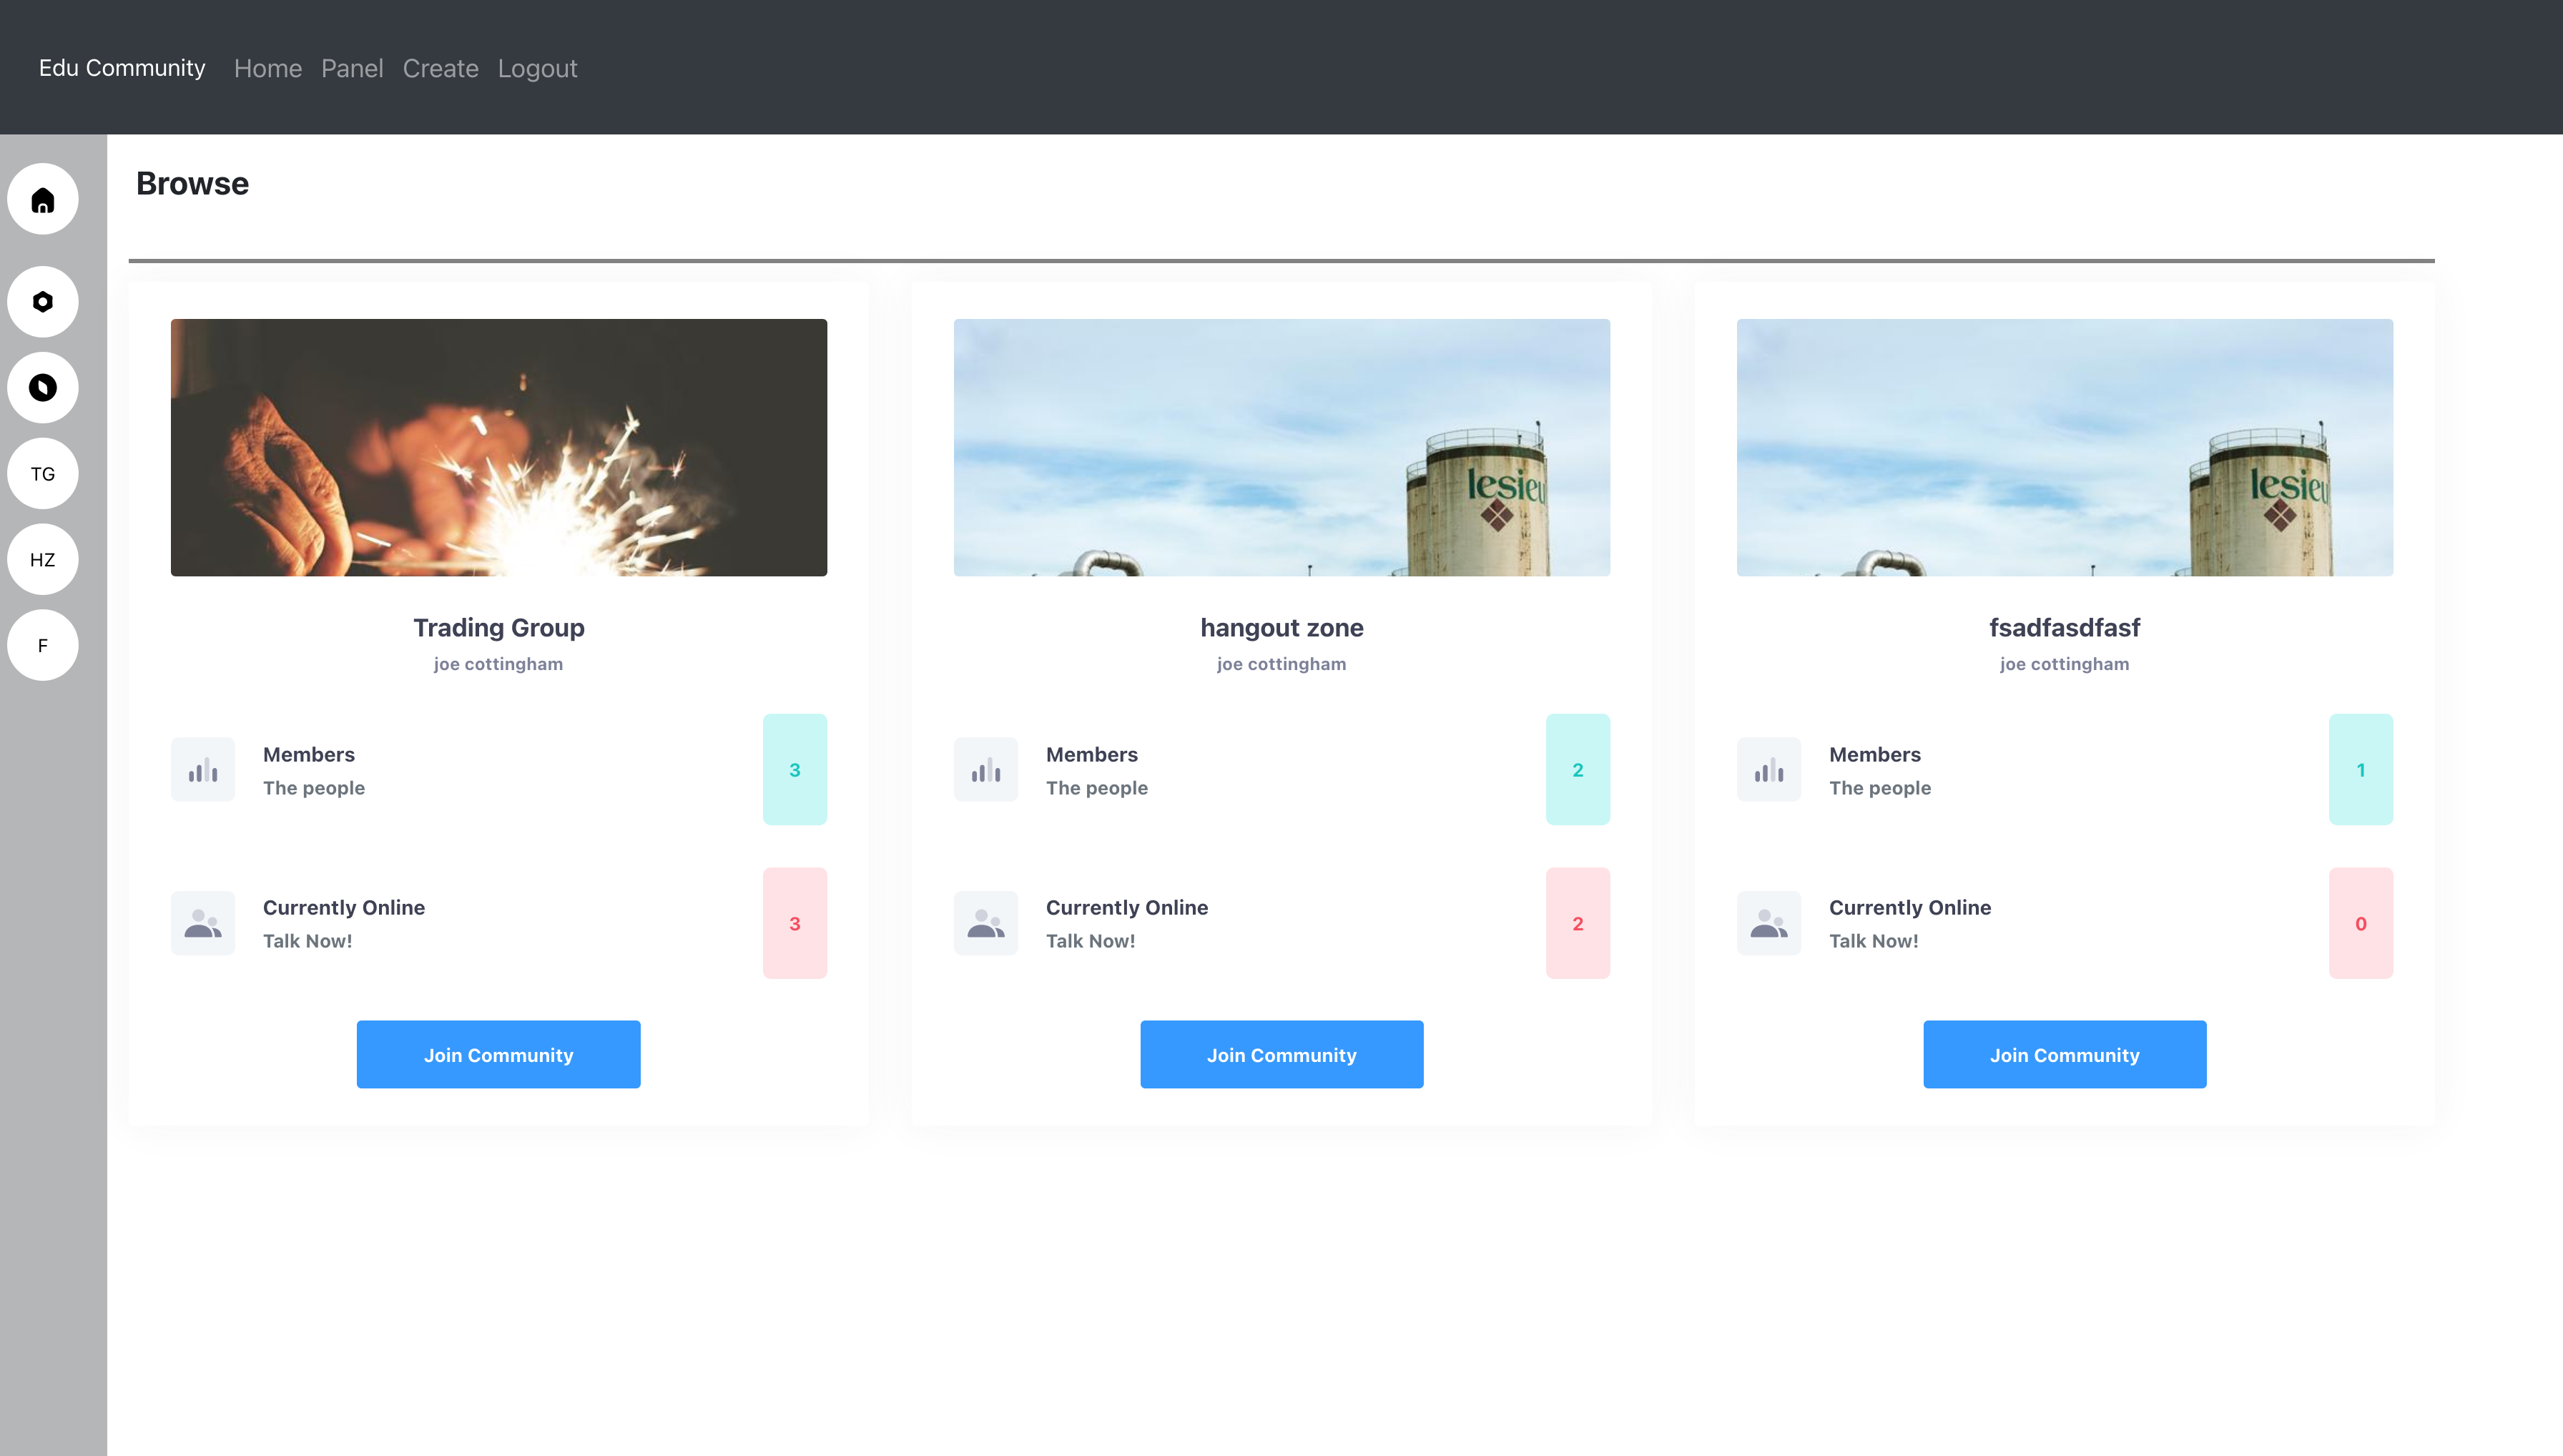 Edu Community Home Panel Create Logout
Browse
TG
HZ
F
lesieu
lesieu
Trading Group
joe cottingham
Members
The people
3
Currently Online
Talk Now!
3
Join Community
hangout zone
joe cottingham
Members
The people
2
Currently Online
Talk Now!
2
Join Community
fsadfasdfasf
joe cottingham
Members
The people
1
Currently Online
Talk Now!
0
Join Community